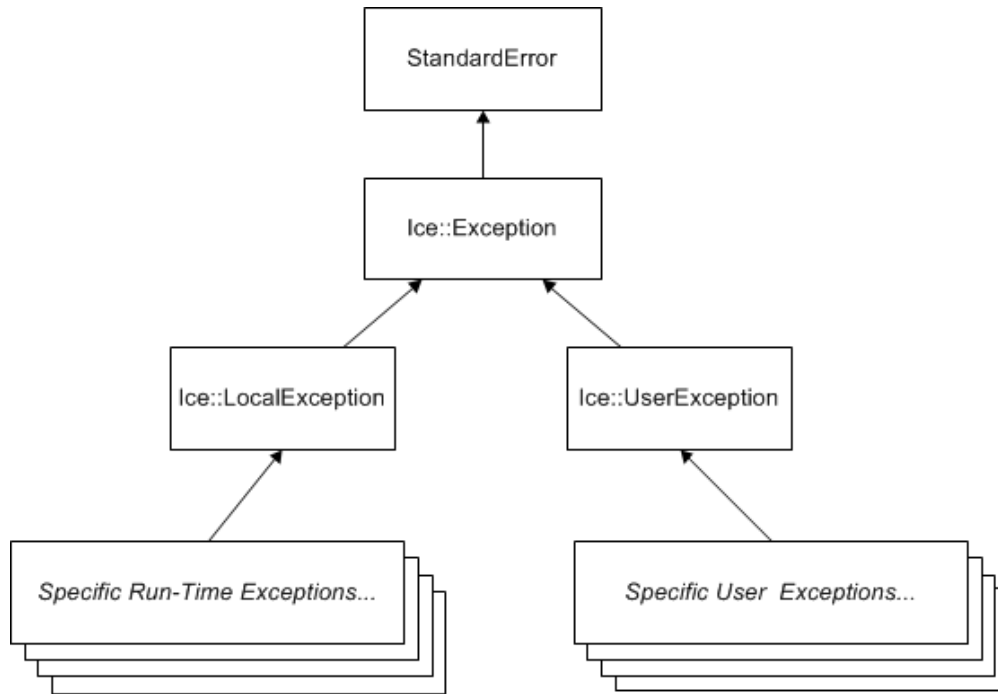 StandardError
Ice::Exception
Ice::LocalException
Ice::UserException
Specific Run-Time Exceptions...
Specific User  Exceptions...